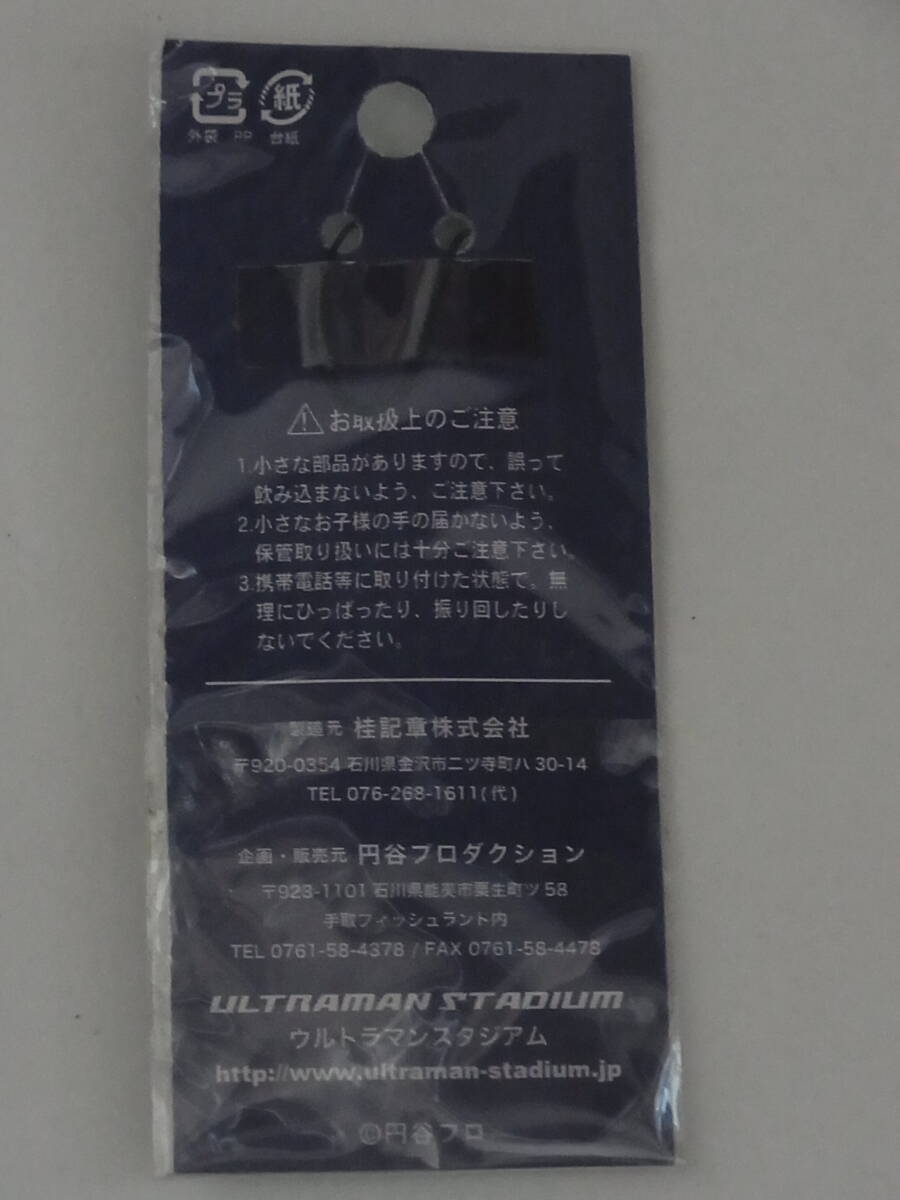 プラ 紙
外袋 PP 台紙
お取扱上のご注意
1.小さな部品がありますので、誤って
飲み込まないよう、ご注意下さい。
2.小さなお子様の手の届かないよう、
保管取り扱いには十分ご注意下さい。
3.携帯電話等に取り付けた状態で。無
理にひっぱったり、振り回したりし
ないでください。
製造元 桂記章株式会社
〒920-0354 石川県金沢市二ツ寺町ハ 30-14
TEL 076-268-1611(代)
企画・販売元 円谷プロダクション
〒923-1101 石川県能美市粟生町ツ 58
手取フィッシュランド内
TEL 0761-58-4378 / FAX 0761-58-4478
ULTRAMAN STADIUM
ウルトラマンスタジアム
http://www.ultraman-stadium.jp
©円谷プロ